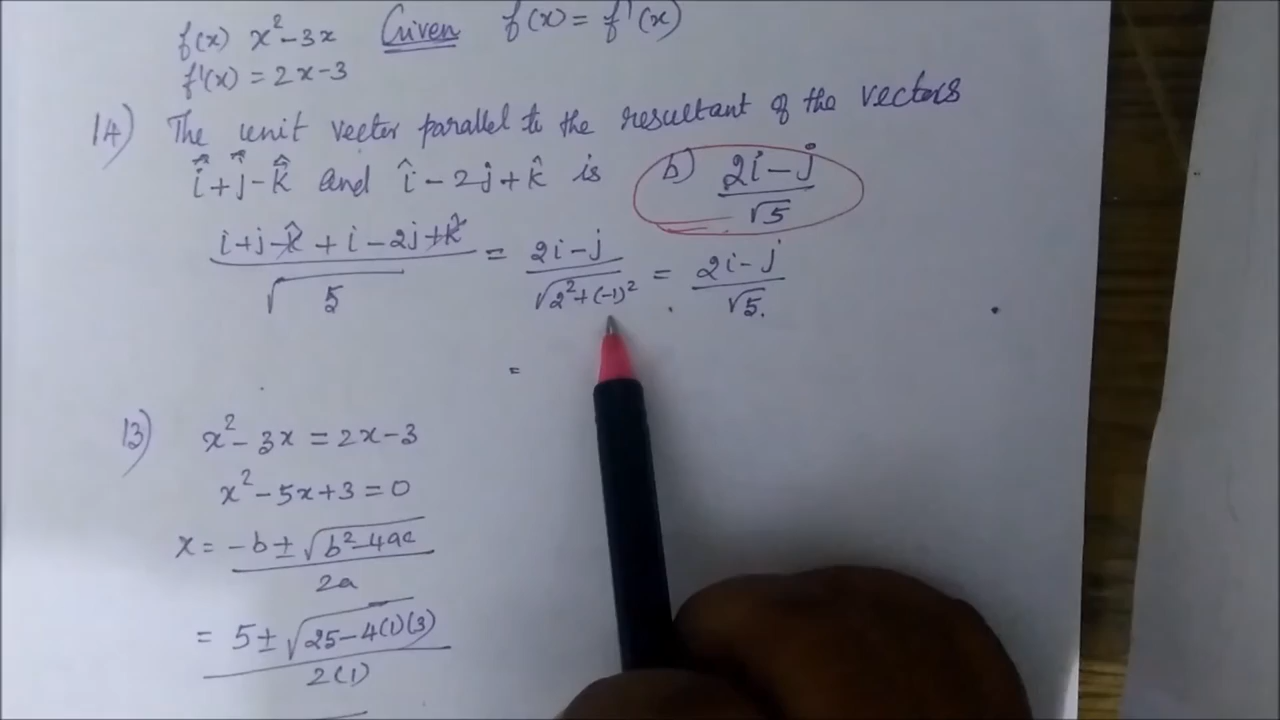 f(x) x²-3x Given f(x) = f'(x)
f'(x) = 2x-3
14) The unit vector parallel to the resultant of the vectors
î+ĵ-k̂ and î-2j+k̂ is b) 2i-j/√5
i+j-k̂+i-2j+k̂/√5 = 2i-j/√2²+(-1)² = 2i-j/√5.
=
13) x²-3x = 2x-3
x²-5x+3=0
x = -b±√b²-4ac/2a
= 5±√25-4(1)(3)/2(1)